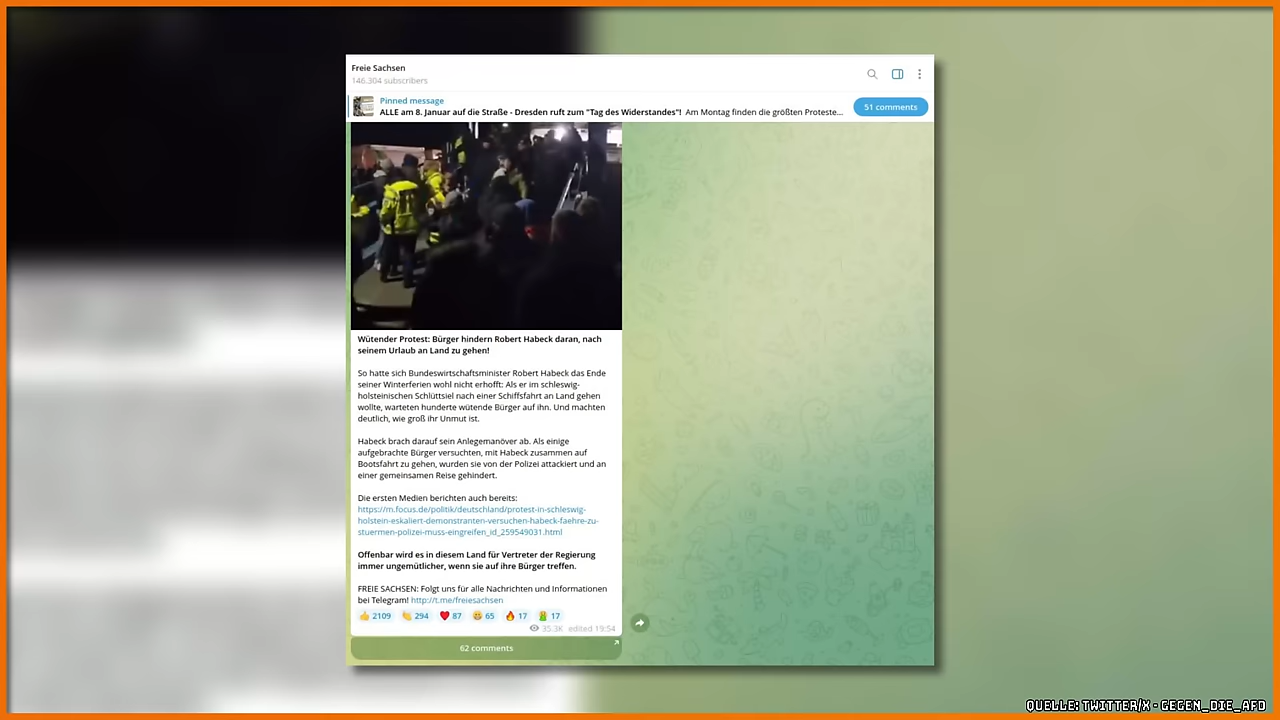 Freie Sachsen
146.304 subscribers
Pinned message
ALLE am 8. Januar auf die Straße - Dresden ruft zum "Tag des Widerstandes"! Am Montag finden die größten Proteste...
51 comments
Wütender Protest: Bürger hindern Robert Habeck daran, nach
seinem Urlaub an Land zu gehen!
So hatte sich Bundeswirtschaftsminister Robert Habeck das Ende
seiner Winterferien wohl nicht erhofft: Als er im schleswig-
holsteinischen Schlüttsiel nach einer Schiffsfahrt an Land gehen
wollte, warteten hunderte wütende Bürger auf ihn. Und machten
deutlich, wie groß ihr Unmut ist.
Habeck brach darauf sein Anlegemanöver ab. Als einige
aufgebrachte Bürger versuchten, mit Habeck zusammen auf
Bootsfahrt zu gehen, wurden sie von der Polizei attackiert und an
einer gemeinsamen Reise gehindert.
Die ersten Medien berichten auch bereits:
https://m.focus.de/politik/deutschland/protest-in-schleswig-
holstein-eskaliert-demonstranten-versuchen-habeck-faehre-zu-
stuermen-polizei-muss-eingreifen_id_259549031.html
Offenbar wird es in diesem Land für Vertreter der Regierung
immer ungemütlicher, wenn sie auf ihre Bürger treffen.
FREIE SACHSEN: Folgt uns für alle Nachrichten und Informationen
bei Telegram! http://t.me/freiesachsen
2109 294 87 65 17 17
35.3K edited 19:54
62 comments
QUELLE: TWITTER/X - GEGEN_DIE_AFD